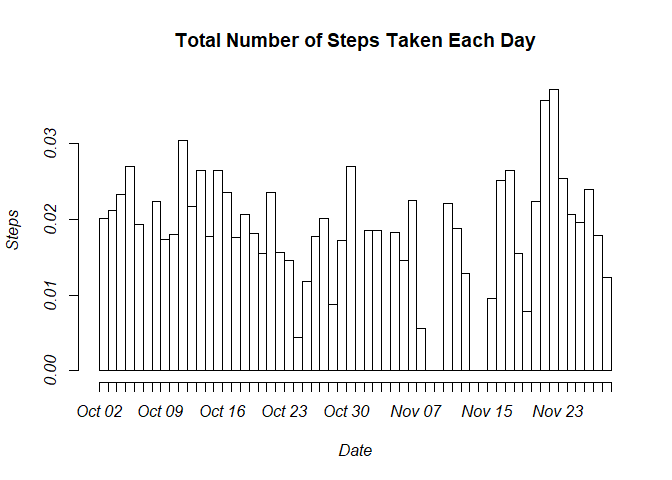 Total Number of Steps Taken Each Day
0.03
0.02
0.01
0.00
Steps
Oct 02 Oct 09 Oct 16 Oct 23 Oct 30 Nov 07 Nov 15 Nov 23
Date